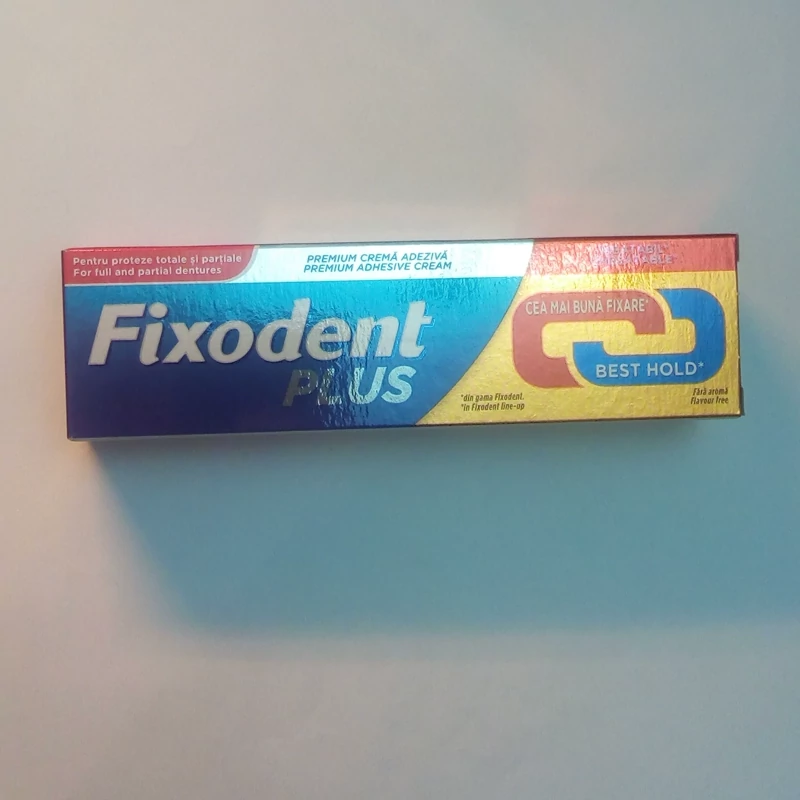 Pentru proteze totale și parțiale
For full and partial dentures
PREMIUM CREMĂ ADEZIVĂ
PREMIUM ADHESIVE CREAM
Fixodent
PLUS
CEA MAI BUNĂ FIXARE*
BEST HOLD*
*din gama Fixodent.
*in Fixodent line-up
Fără aromă
Flavour free